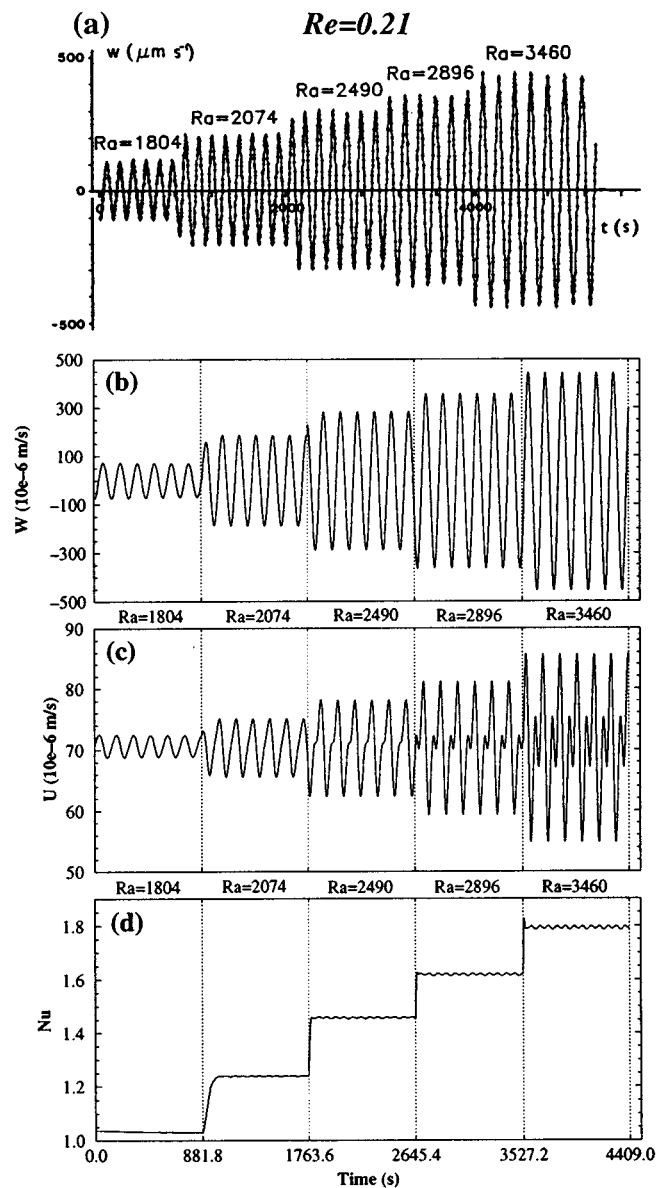 (a) Re=0.21
w (μm s⁻¹)
500
Ra=1804
Ra=2074
Ra=2490
Ra=2896
Ra=3460
0
0
2000
4000
t (s)
-500
(b)
W (10e–6 m/s)
500
300
100
−100
−300
−500
Ra=1804 Ra=2074 Ra=2490 Ra=2896 Ra=3460
(c)
U (10e–6 m/s)
90
80
70
60
50
Ra=1804 Ra=2074 Ra=2490 Ra=2896 Ra=3460
(d)
Nu
1.8
1.6
1.4
1.2
1.0
0.0 881.8 1763.6 2645.4 3527.2 4409.0
Time (s)